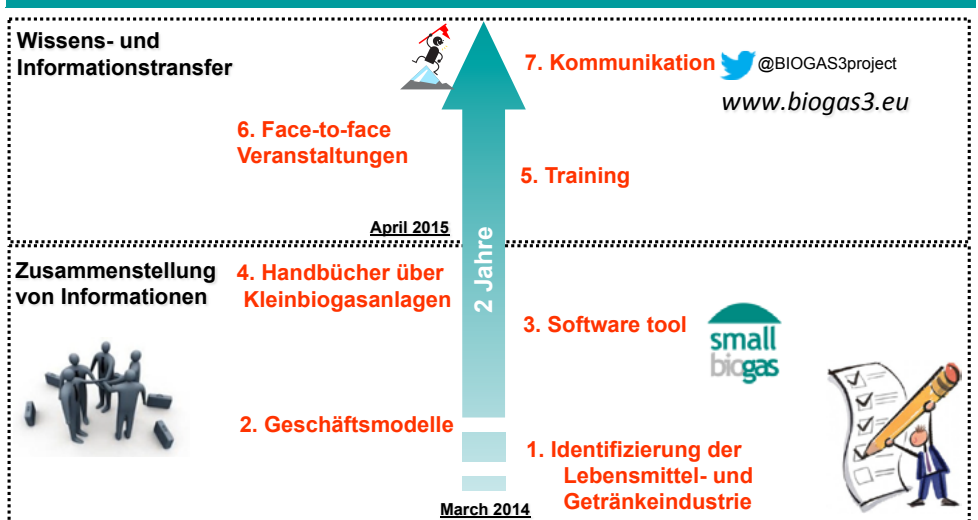 Wissens- und
Informationstransfer
7. Kommunikation
@BIOGAS3project
www.biogas3.eu
6. Face-to-face
Veranstaltungen
5. Training
April 2015
2 Jahre
Zusammenstellung
von Informationen
4. Handbücher über
Kleinbiogasanlagen
3. Software tool
small
biogas
2. Geschäftsmodelle
1. Identifizierung der
Lebensmittel- und
Getränkeindustrie
March 2014